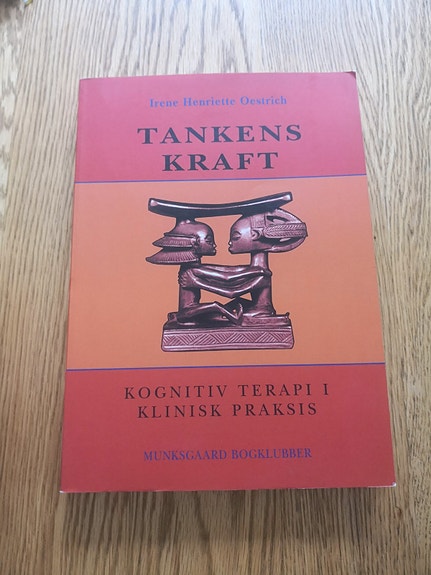 Irene Henriette Oestrich
TANKENS
KRAFT
KOGNITIV TERAPI I
KLINISK PRAKSIS
MUNKSGAARD BOGKLUBBER